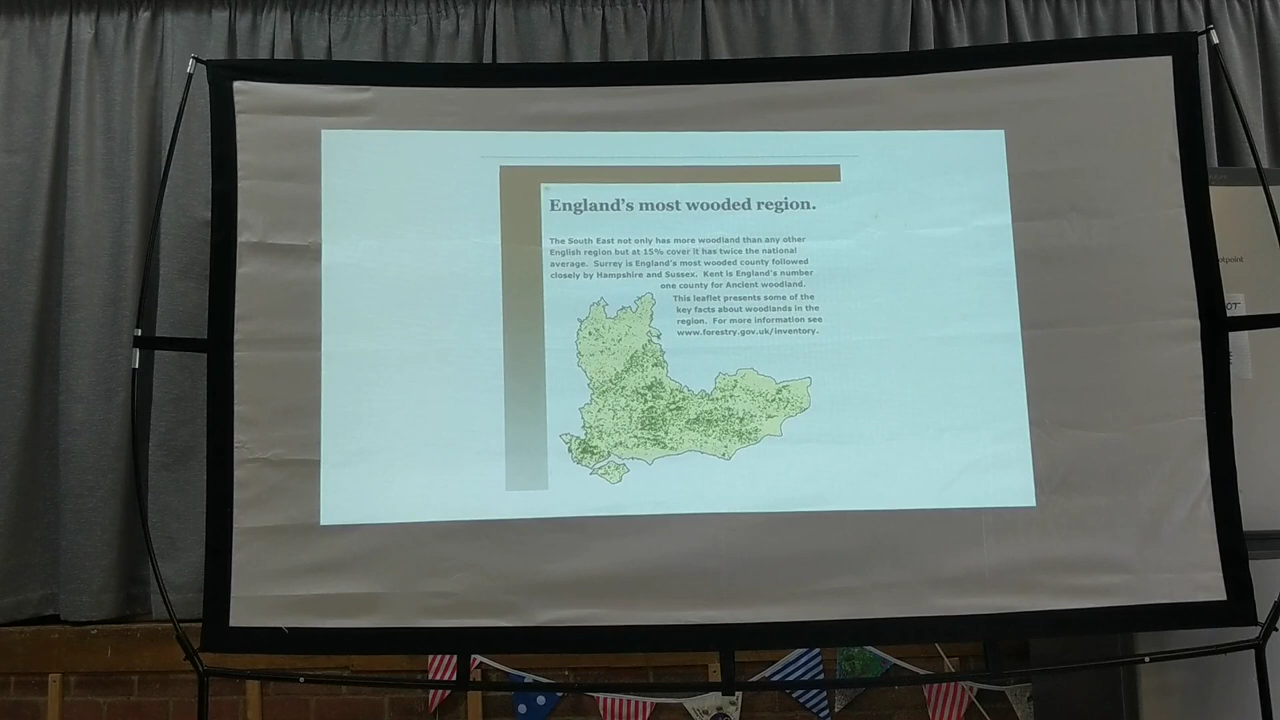 England's most wooded region.
The South East not only has more woodland than any other
English region but at 15% cover it has twice the national
average. Surrey is England's most wooded county followed
closely by Hampshire and Sussex. Kent is England's number
one county for Ancient woodland.
This leaflet presents some of the
key facts about woodlands in the
region. For more information see
www.forestry.gov.uk/inventory.